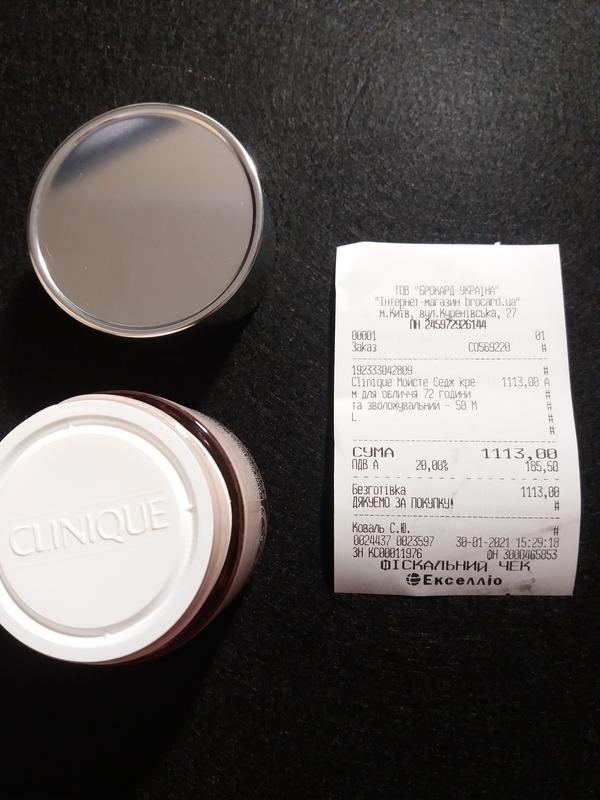 CLINIQUE
ТОВ "БРОКАРД-УКРАЇНА"
"Інтернет-магазин brocard.ua"
м.Київ, вул.Куренівська, 27
ПН 245972926144
00001 01
Заказ CO569220 #
192333042809 #
Clinique Мойсте Седж кре 1113,00 А
м для обличчя 72 години #
та зволожувальний - 50 М #
L #
#
СУМА 1113,00
ПДВ А 20,00% 185,50
Безготівка 1113,00
ДЯКУЄМО ЗА ПОКУПКУ! #
Коваль С.Ю. #
0024437 0023597 30-01-2021 15:29:18
ЗН КС00011976 ФН 3000465853
ФІСКАЛЬНИЙ ЧЕК
Екселліо